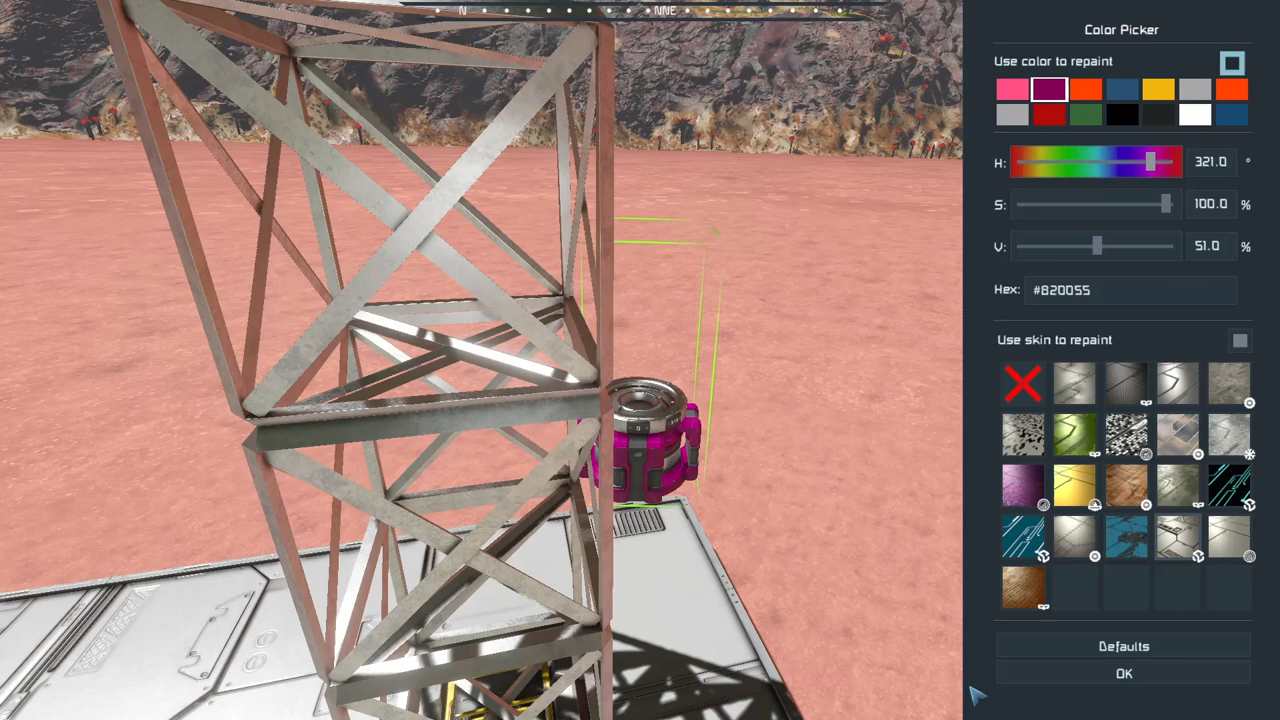 N
NNE
Color Picker
Use color to repaint
H: 321.0 °
S: 100.0 %
V: 51.0 %
Hex: #820055
Use skin to repaint
Defaults
OK